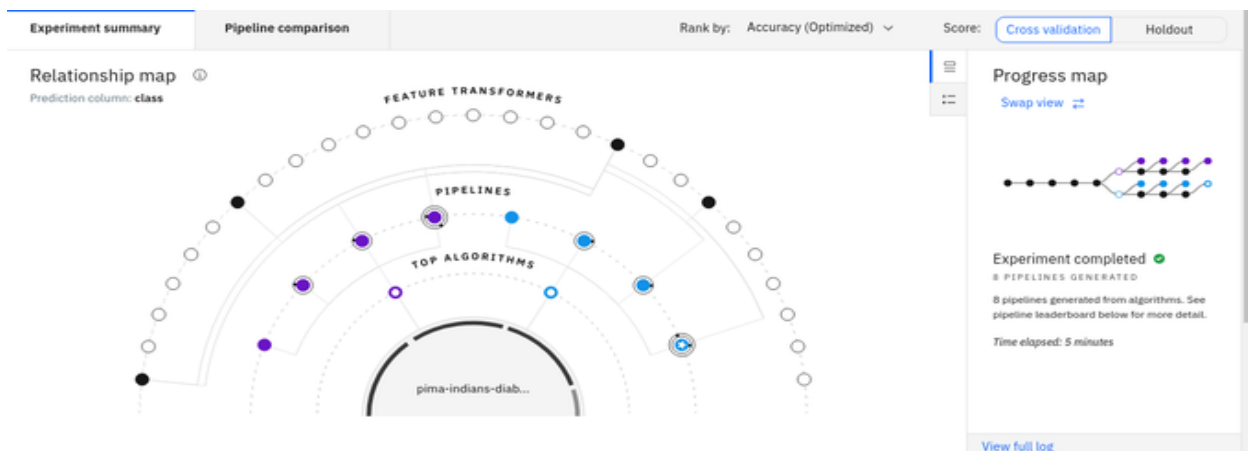 Experiment summary
Pipeline comparison
Rank by: Accuracy (Optimized)
Score: Cross validation Holdout
Relationship map
Prediction column: class
FEATURE TRANSFORMERS
PIPELINES
TOP ALGORITHMS
pima-indians-diab...
Progress map
Swap view
Experiment completed
8 PIPELINES GENERATED
8 pipelines generated from algorithms. See
pipeline leaderboard below for more detail.
Time elapsed: 5 minutes
View full log